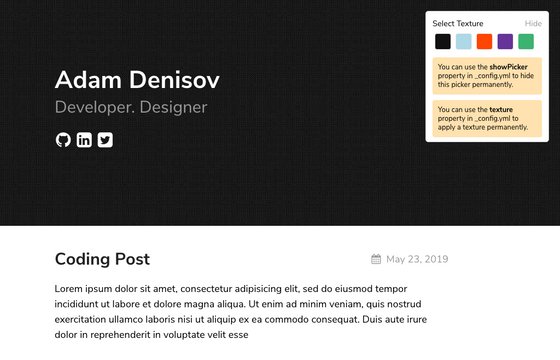 Select Texture Hide
You can use the showPicker
property in _config.yml to hide
this picker permanently.
You can use the texture
property in _config.yml to
apply a texture permanently.
Adam Denisov
Developer. Designer
Coding Post May 23, 2019
Lorem ipsum dolor sit amet, consectetur adipisicing elit, sed do eiusmod tempor
incididunt ut labore et dolore magna aliqua. Ut enim ad minim veniam, quis nostrud
exercitation ullamco laboris nisi ut aliquip ex ea commodo consequat. Duis aute irure
dolor in reprehenderit in voluptate velit esse